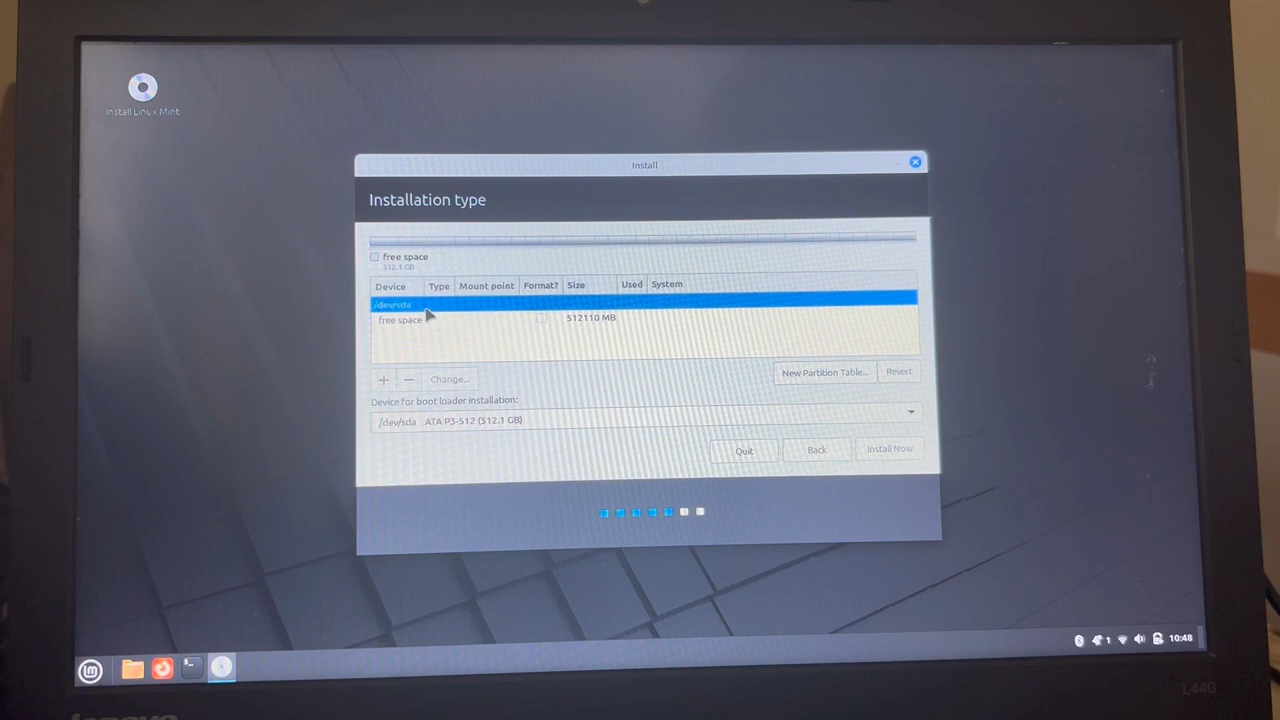 Install Linux Mint
Install
Installation type
free space
512.1 GB
Device Type Mount point Format? Size Used System
/dev/sda
free space 512110 MB
+ − Change... New Partition Table... Revert
Device for boot loader installation:
/dev/sda ATA P3-512 (512.1 GB)
Quit Back Install Now
1 10:48
L440
lenovo